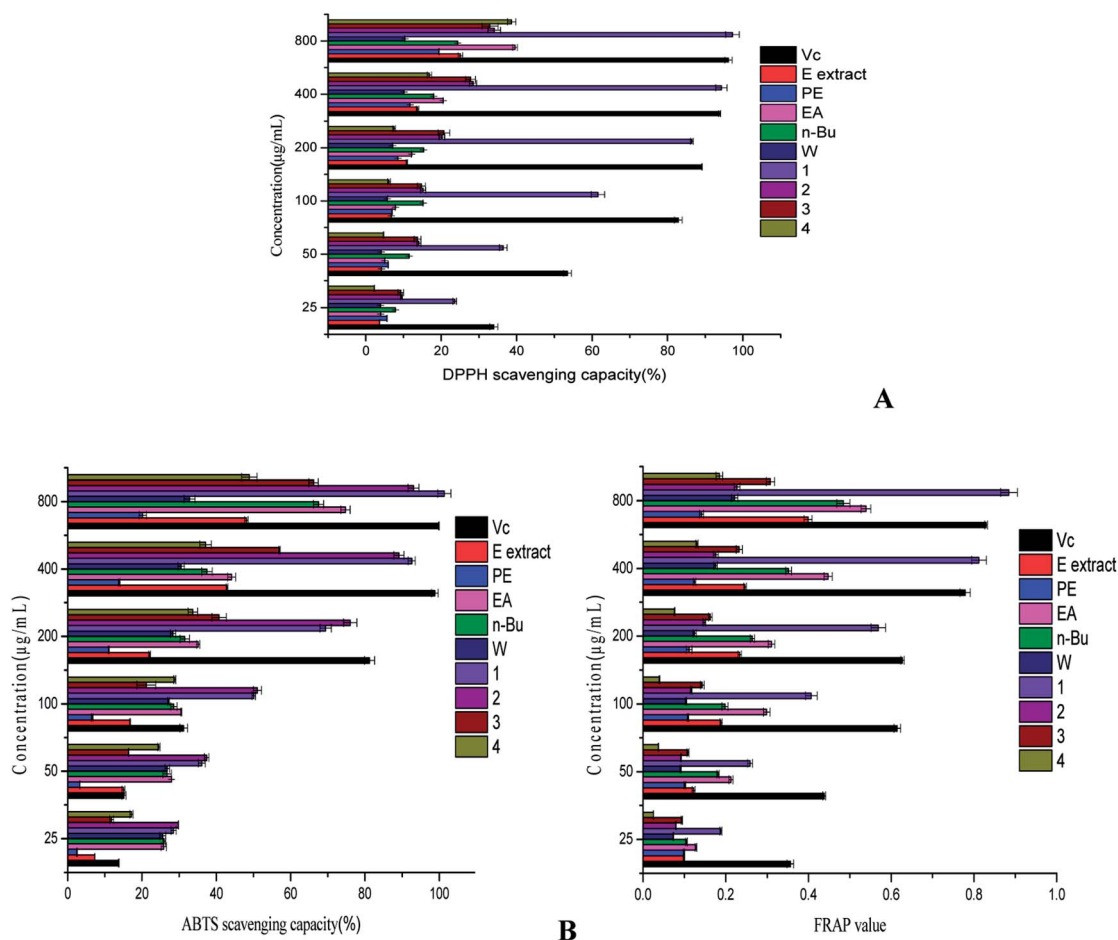 800
400
200
100
50
25
Concentration(μg/mL)
0 20 40 60 80 100
DPPH scavenging capacity(%)
Vc
E extract
PE
EA
n-Bu
W
1
2
3
4
A
800
400
200
100
50
25
Concentration(μg/mL)
0 20 40 60 80 100
ABTS scavenging capacity(%)
Vc
E extract
PE
EA
n-Bu
W
1
2
3
4
B
800
400
200
100
50
25
Concentration(μg/mL)
0.0 0.2 0.4 0.6 0.8 1.0
FRAP value
Vc
E extract
PE
EA
n-Bu
W
1
2
3
4